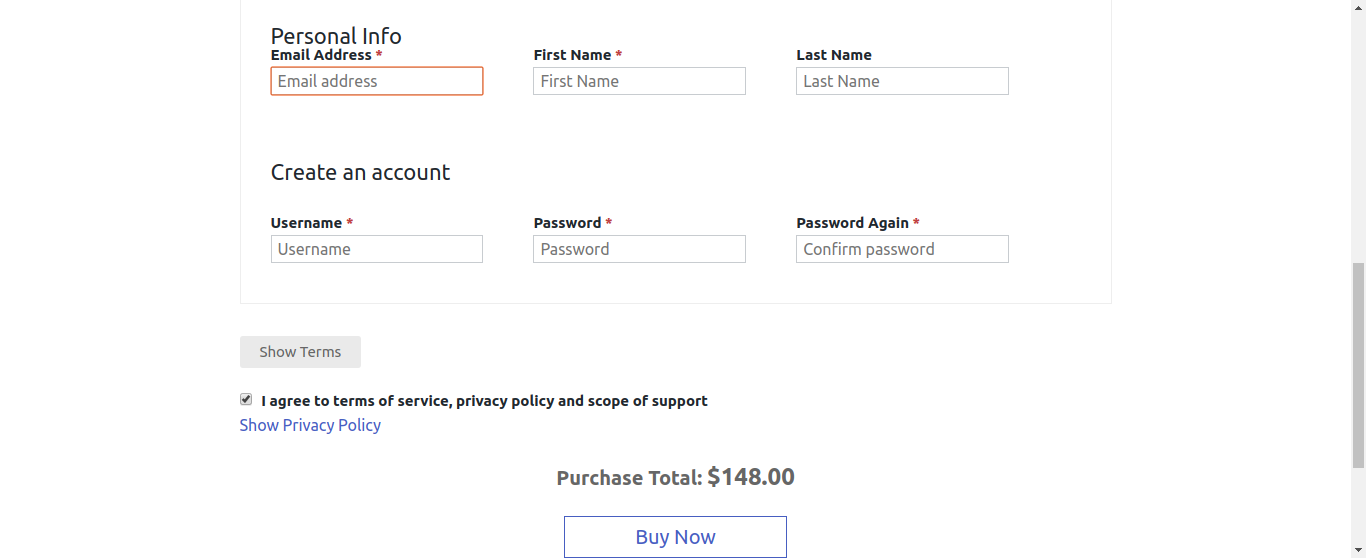 Personal Info
Email Address * First Name * Last Name
Email address First Name Last Name
Create an account
Username * Password * Password Again *
Username Password Confirm password
Show Terms
I agree to terms of service, privacy policy and scope of support
Show Privacy Policy
Purchase Total: $148.00
Buy Now